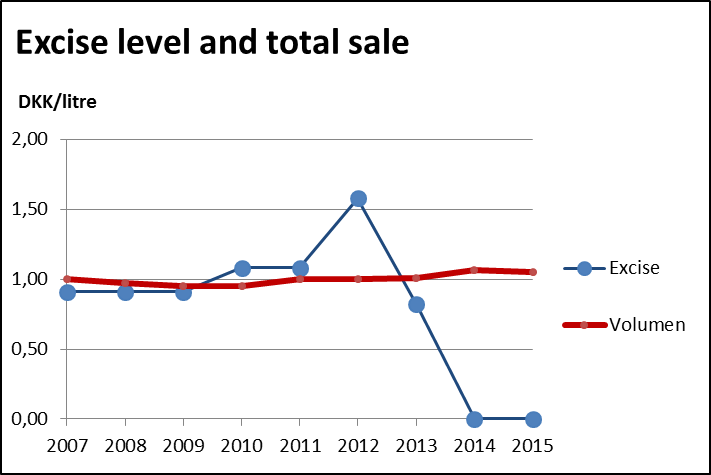 Excise level and total sale
DKK/litre
2,00
1,50
1,00
0,50
0,00
2007 2008 2009 2010 2011 2012 2013 2014 2015
Excise
Volumen